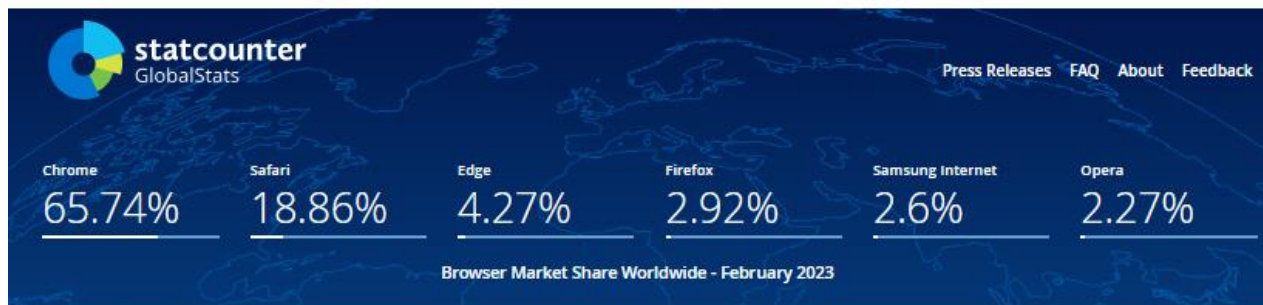 statcounter
GlobalStats
Press Releases FAQ About Feedback
Chrome Safari Edge Firefox Samsung Internet Opera
65.74% 18.86% 4.27% 2.92% 2.6% 2.27%
Browser Market Share Worldwide - February 2023